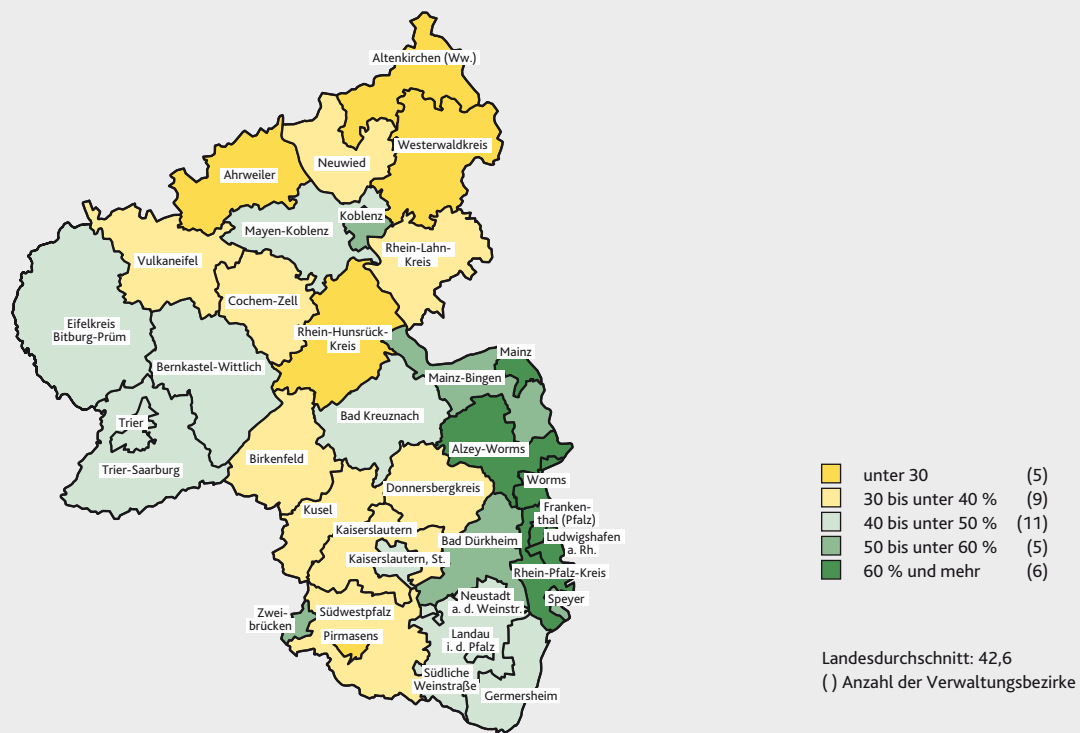 Altenkirchen (Ww.)
Westerwaldkreis
Neuwied
Ahrweiler
Koblenz
Mayen-Koblenz
Rhein-Lahn-
Kreis
Vulkaneifel
Cochem-Zell
Eifelkreis
Bitburg-Prüm
Rhein-Hunsrück-
Kreis
Mainz
Bernkastel-Wittlich
Mainz-Bingen
Bad Kreuznach
Trier
Alzey-Worms
Birkenfeld
Trier-Saarburg
Worms
Donnersbergkreis
Kusel
Franken-
thal (Pfalz)
Kaiserslautern
Bad Dürkheim
Ludwigshafen
a. Rh.
Kaiserslautern, St.
Rhein-Pfalz-Kreis
Neustadt
a. d. Weinstr.
Speyer
Zwei-
brücken
Südwestpfalz
Pirmasens
Landau
i. d. Pfalz
Südliche
Weinstraße
Germersheim
unter 30 (5)
30 bis unter 40 % (9)
40 bis unter 50 % (11)
50 bis unter 60 % (5)
60 % und mehr (6)
Landesdurchschnitt: 42,6
( ) Anzahl der Verwaltungsbezirke